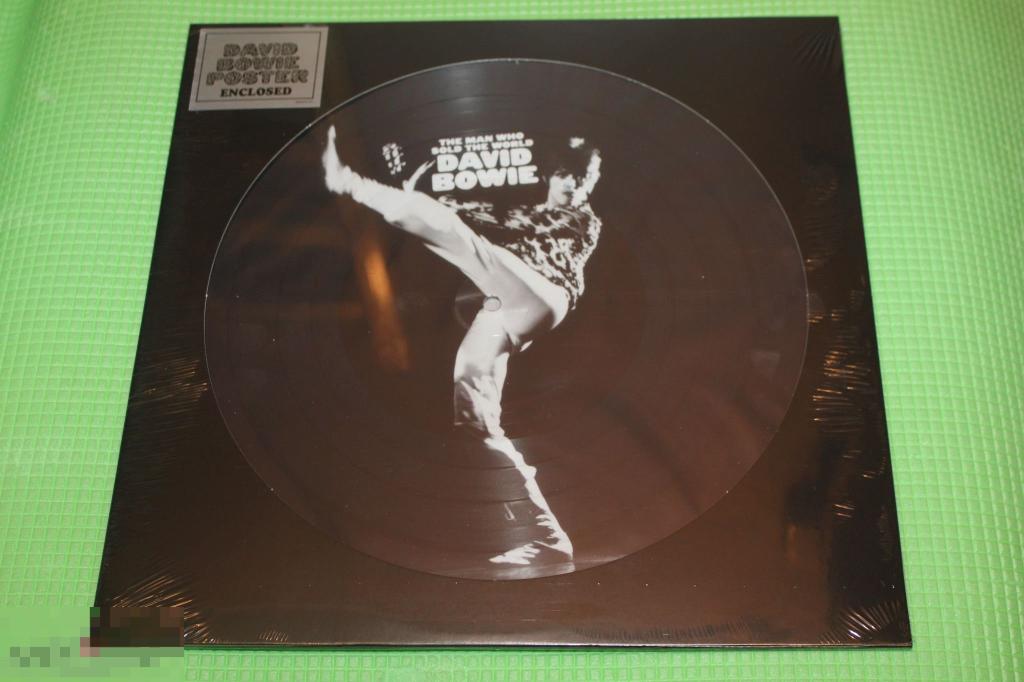 DAVID
BOWIE
POSTER
ENCLOSED
THE MAN WHO
SOLD THE WORLD
DAVID
BOWIE